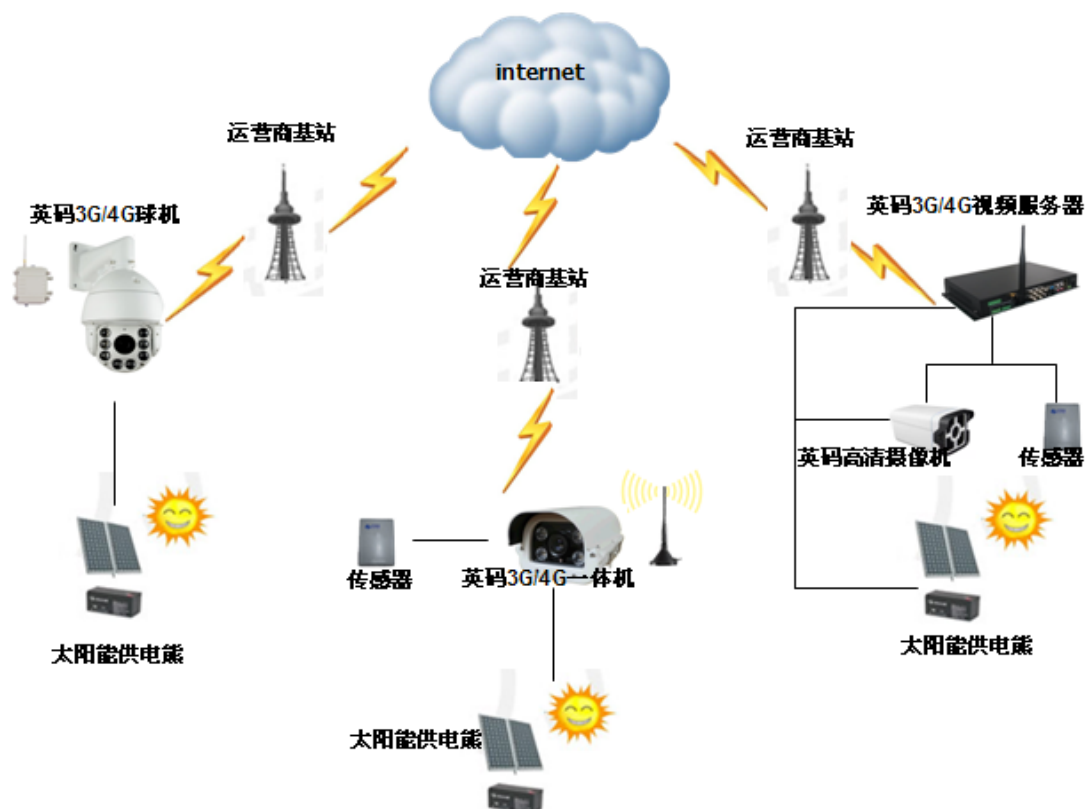 internet
运营商基站
运营商基站
英码3G/4G球机
英码3G/4G视频服务器
运营商基站
英码高清摄像机
传感器
传感器
英码3G/4G一体机
太阳能供电熊
太阳能供电熊
太阳能供电熊